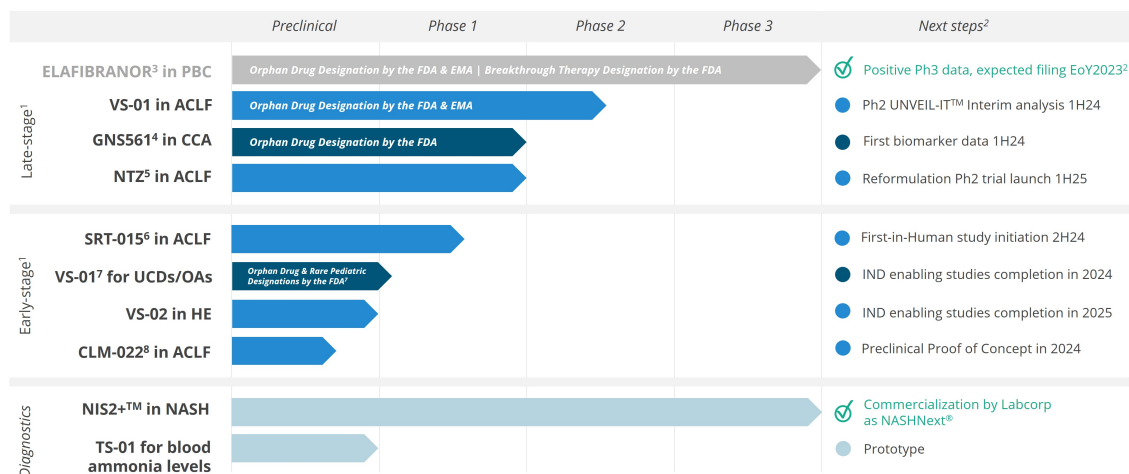 Preclinical Phase 1 Phase 2 Phase 3 Next steps²
Late-stage¹
ELAFIBRANOR³ in PBC
Orphan Drug Designation by the FDA & EMA | Breakthrough Therapy Designation by the FDA
Positive Ph3 data, expected filing EoY2023²
VS-01 in ACLF
Orphan Drug Designation by the FDA & EMA
Ph2 UNVEIL-IT™ Interim analysis 1H24
GNS561⁴ in CCA
Orphan Drug Designation by the FDA
First biomarker data 1H24
NTZ⁵ in ACLF
Reformulation Ph2 trial launch 1H25
Early-stage¹
SRT-015⁶ in ACLF
First-in-Human study initiation 2H24
VS-01⁷ for UCDs/OAs
Orphan Drug & Rare Pediatric
Designations by the FDA⁷
IND enabling studies completion in 2024
VS-02 in HE
IND enabling studies completion in 2025
CLM-022⁸ in ACLF
Preclinical Proof of Concept in 2024
Diagnostics
NIS2+™ in NASH
Commercialization by Labcorp
as NASHNext®
TS-01 for blood
ammonia levels
Prototype